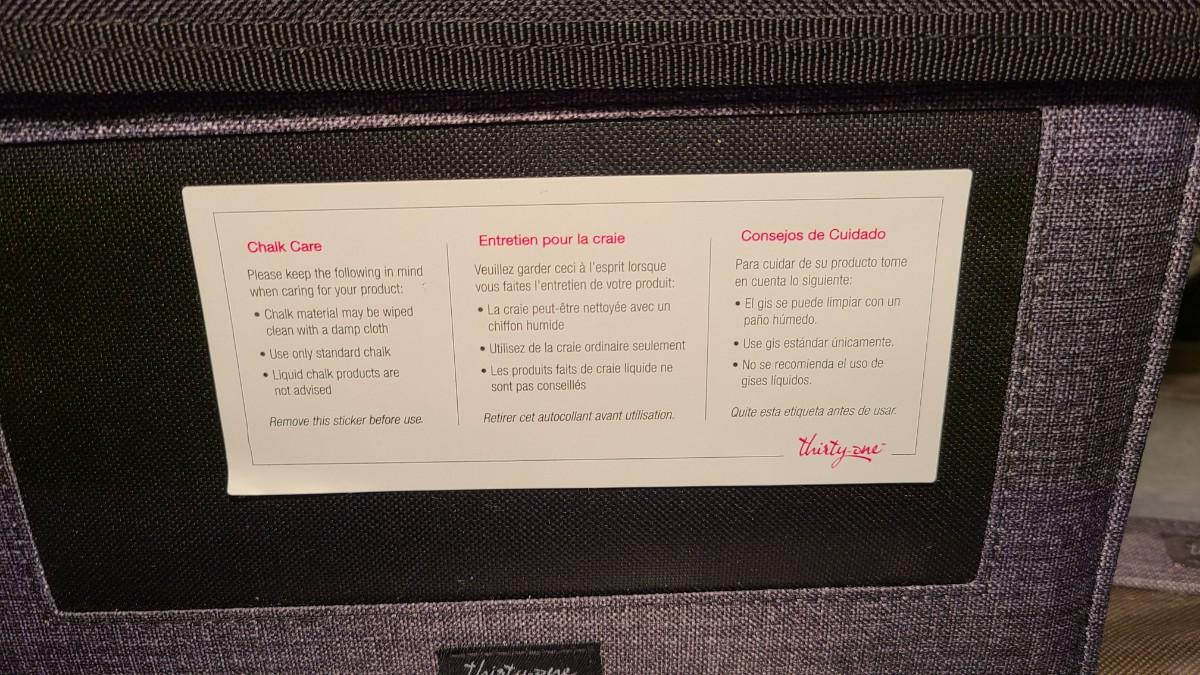 Chalk Care
Please keep the following in mind
when caring for your product:
• Chalk material may be wiped
clean with a damp cloth
• Use only standard chalk
• Liquid chalk products are
not advised
Remove this sticker before use.
Entretien pour la craie
Veuillez garder ceci à l'esprit lorsque
vous faites l'entretien de votre produit:
• La craie peut-être nettoyée avec un
chiffon humide
• Utilisez de la craie ordinaire seulement
• Les produits faits de craie liquide ne
sont pas conseillés
Retirer cet autocollant avant utilisation.
Consejos de Cuidado
Para cuidar de su producto tome
en cuenta lo siguiente:
• El gis se puede limpiar con un
paño húmedo.
• Use gis estándar únicamente.
• No se recomienda el uso de
gises líquidos.
Quite esta etiqueta antes de usar.
thirty-one
thirty-one